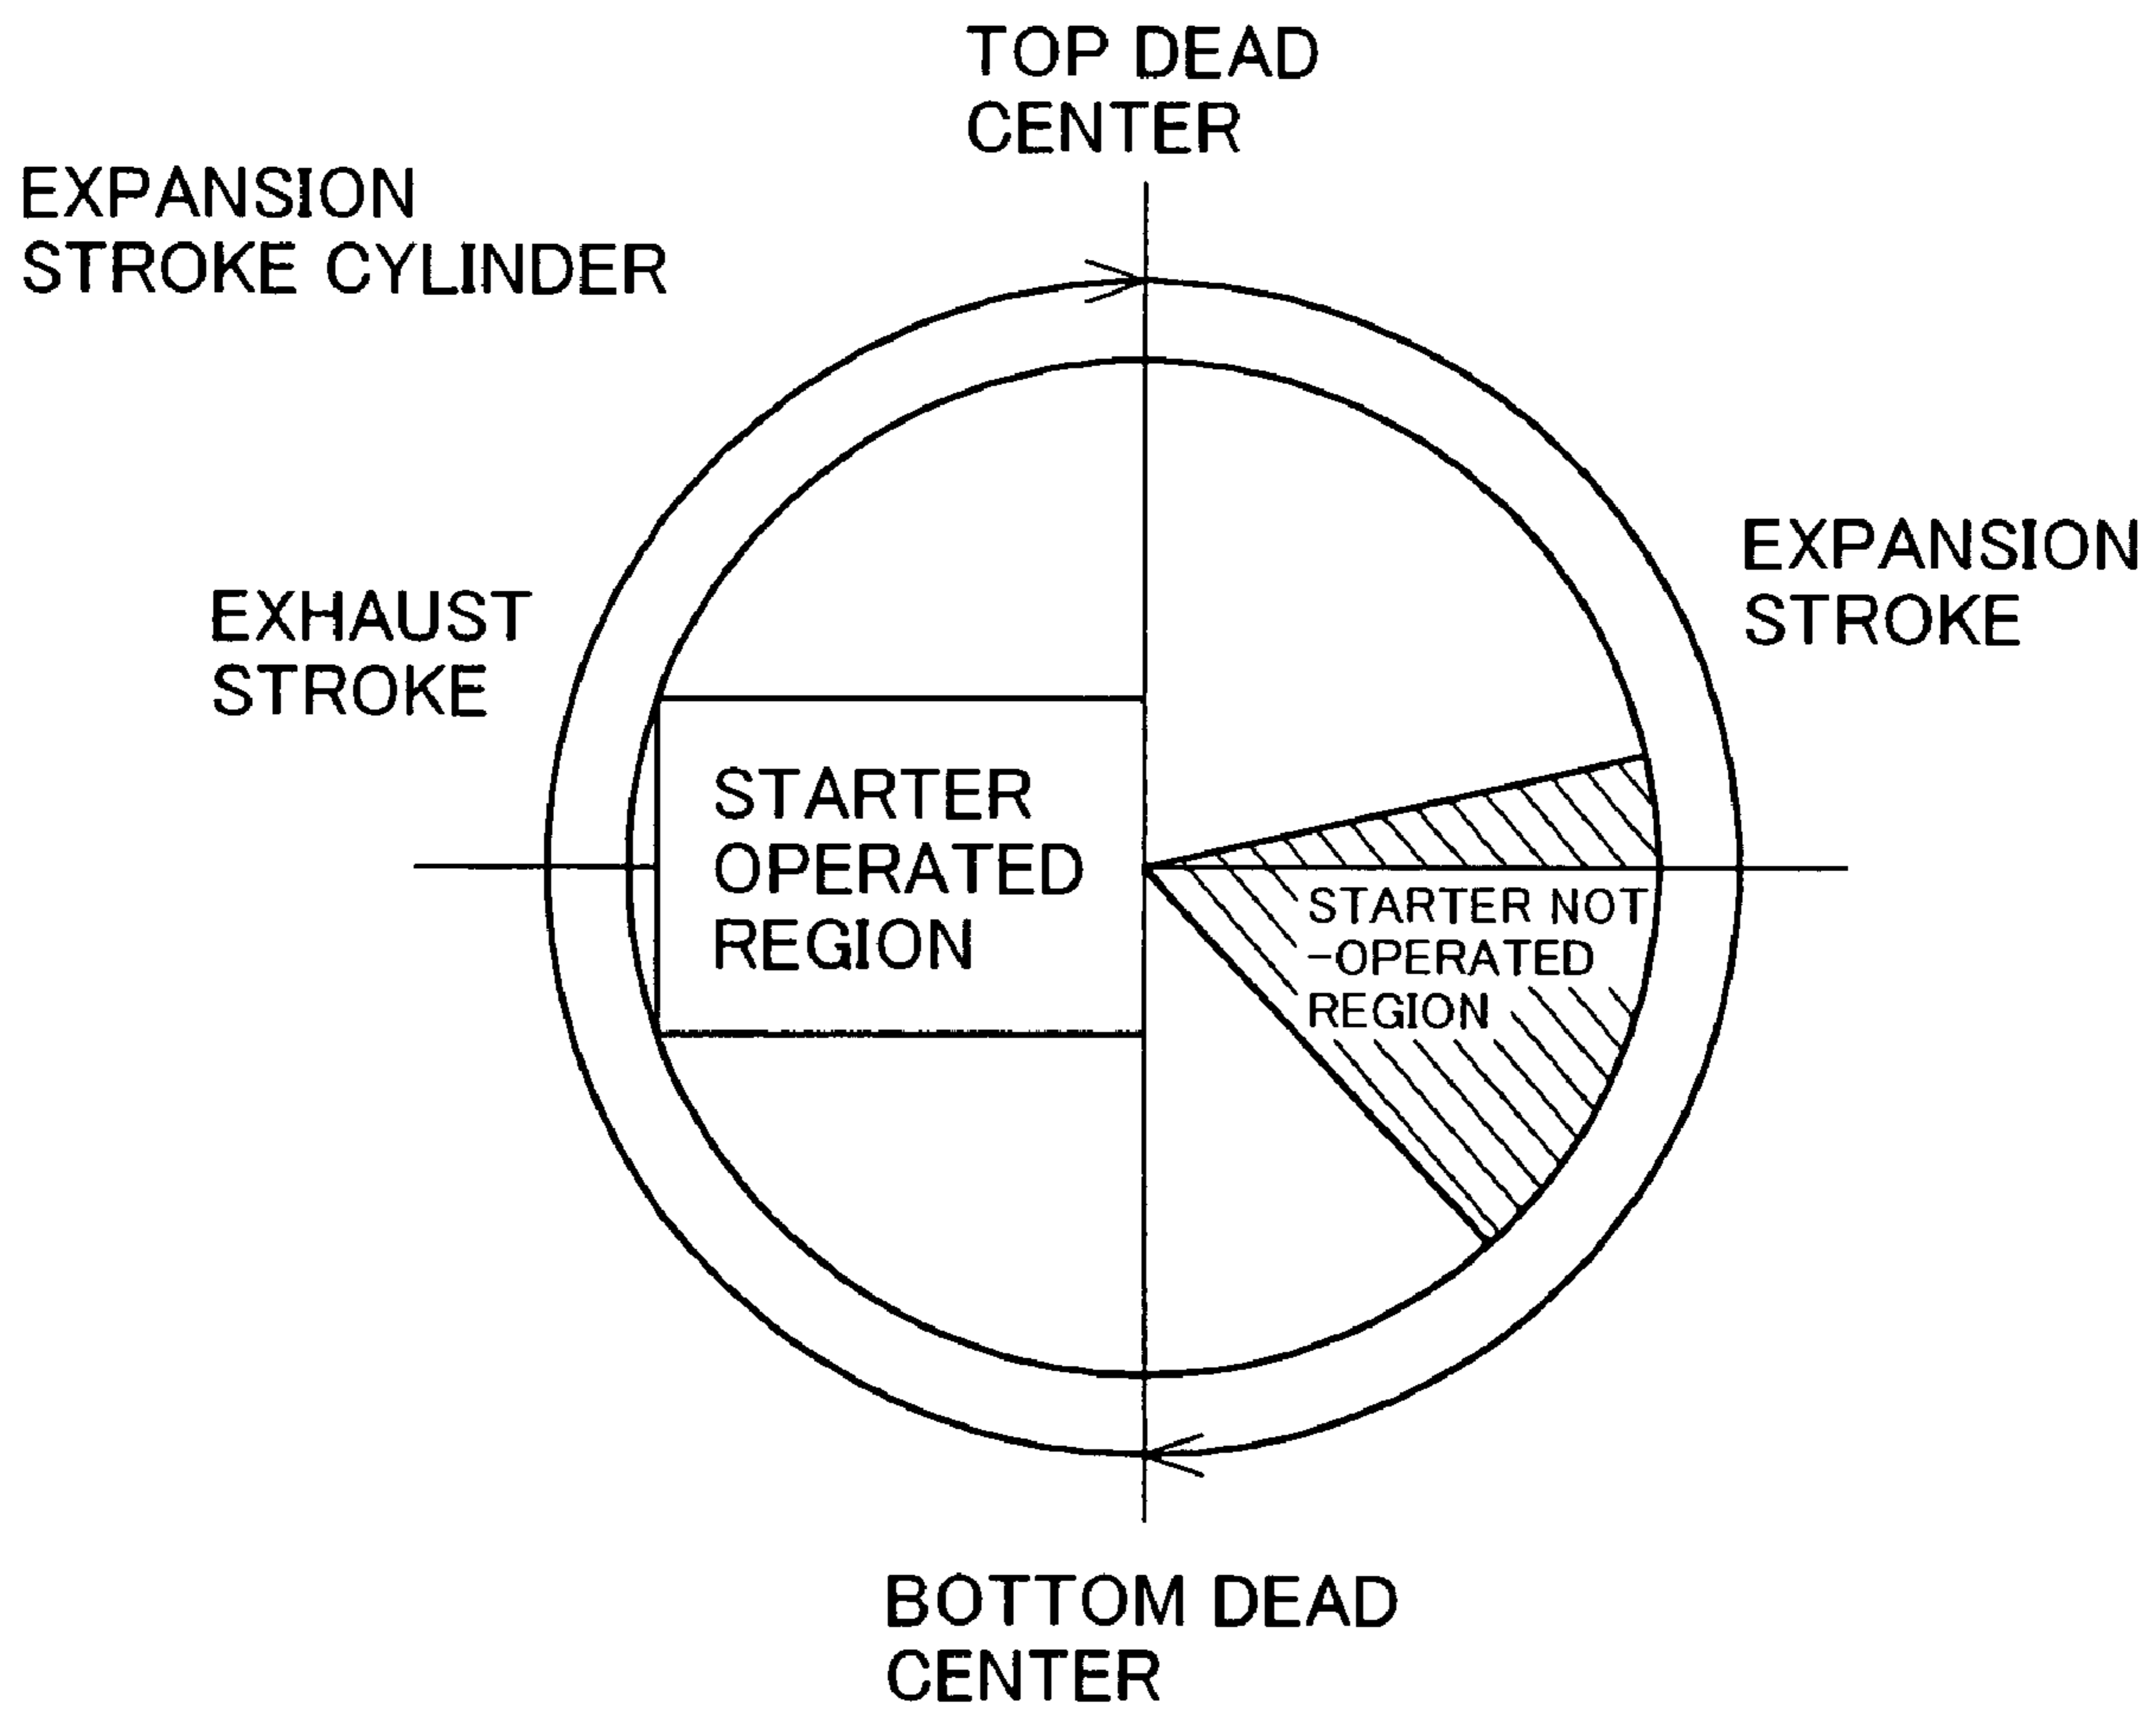 TOP DEAD
CENTER
EXPANSION
STROKE CYLINDER
EXPANSION
STROKE
EXHAUST
STROKE
STARTER
OPERATED
REGION
STARTER NOT
-OPERATED
REGION
BOTTOM DEAD
CENTER